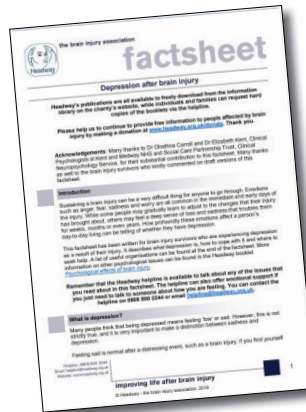 the brain injury association
Headway
factsheet
Depression after brain injury
Headway's publications are all available to freely download from the information
library on the charity's website, while individuals and families can request hard
copies of the booklets via the helpline.
Please help us to continue to provide free information to people affected by brain
injury by making a donation at www.headway.org.uk/donate. Thank you.
Acknowledgements: Many thanks to Dr Clodhna Carroll and Dr Elizabeth Kent, Clinical
Neuropsychologists at Kent and Medway NHS and Social Care Partnership Trust, Clinical
Neuropsychology Service, for their substantial contribution to this factsheet. Many thanks
as well to the brain injury survivors who kindly commented on draft versions of this
factsheet.
Introduction
Sustaining a brain injury can be a very difficult thing for anyone to go through. Emotions
such as anger, fear, sadness and worry are all common in the immediate and early days of
the injury. While some people may gradually learn to adjust to the changes that their injury
has brought about, others may feel a deep sense of loss and sadness that troubles them
for weeks, months or even years. How profoundly these emotions affect a person's
day-to-day living can be telling of whether they have depression.
This factsheet has been written for brain injury survivors who are experiencing depression
as a result of their injury. It describes what depression is, how to cope with it and where to
seek help. A list of useful organisations can be found at the end of the factsheet. More
information on other psychological issues can be found in the Headway booklet
Psychological effects of brain injury.
Remember that the Headway helpline is available to talk about any of the issues that
you read about in this factsheet. The helpline can also offer emotional support if
you just need to talk to someone about how you are feeling. You can contact the
helpline on 0808 800 2244 or email helpline@headway.org.uk.
What is depression?
Many people think that being depressed means feeling 'low' or sad. However, this is not
strictly true, and it is very important to make a distinction between sadness and
depression.
Feeling sad is normal after a distressing event, such as a brain injury. If you find yourself
Helpline: 0808 800 2244
Email: helpline@headway.org.uk
Website: www.headway.org.uk
1
improving life after brain injury
© Headway - the brain injury association, 2018